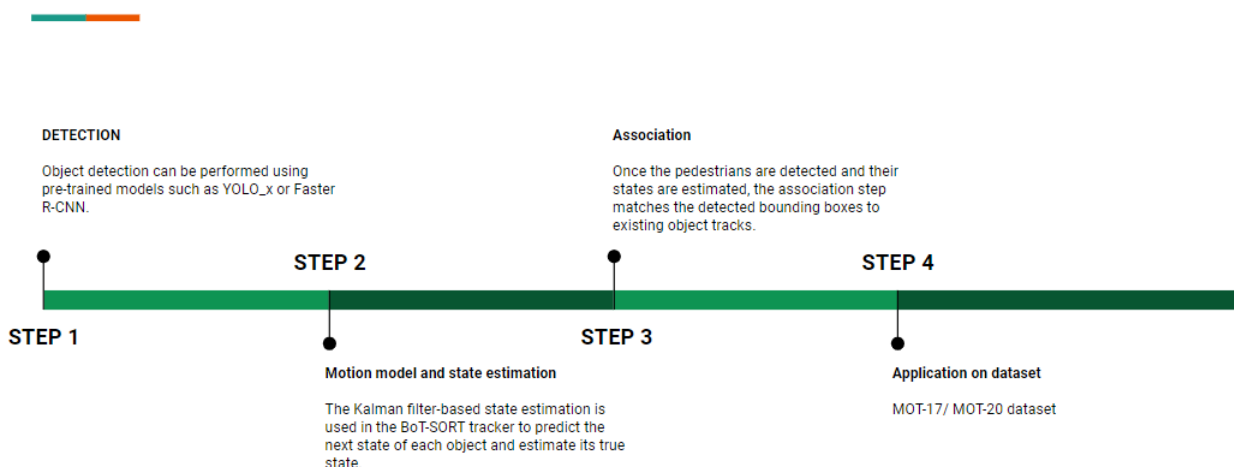 DETECTION
Object detection can be performed using
pre-trained models such as YOLO_x or Faster
R-CNN.
Association
Once the pedestrians are detected and their
states are estimated, the association step
matches the detected bounding boxes to
existing object tracks.
STEP 2
STEP 4
STEP 1
STEP 3
Motion model and state estimation
The Kalman filter-based state estimation is
used in the BoT-SORT tracker to predict the
next state of each object and estimate its true
state
Application on dataset
MOT-17/ MOT-20 dataset